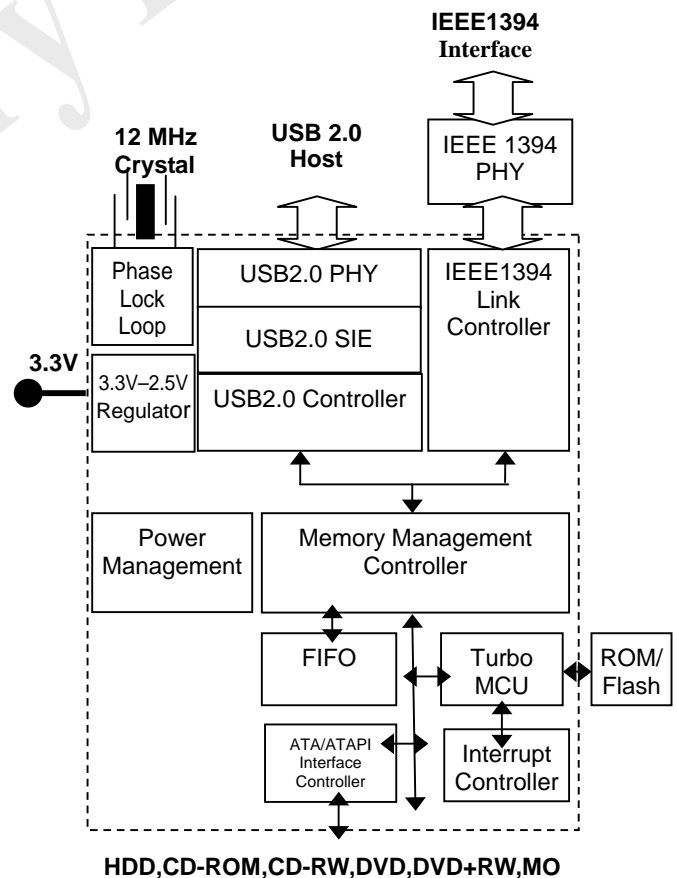 IEEE1394
Interface
12 MHz
Crystal
USB 2.0
Host
IEEE 1394
PHY
Phase
Lock
Loop
USB2.0 PHY
USB2.0 SIE
USB2.0 Controller
IEEE1394
Link
Controller
3.3V
3.3V–2.5V
Regulator
Power
Management
Memory Management
Controller
FIFO
Turbo
MCU
ROM/
Flash
ATA/ATAPI
Interface
Controller
Interrupt
Controller
HDD,CD-ROM,CD-RW,DVD,DVD+RW,MO